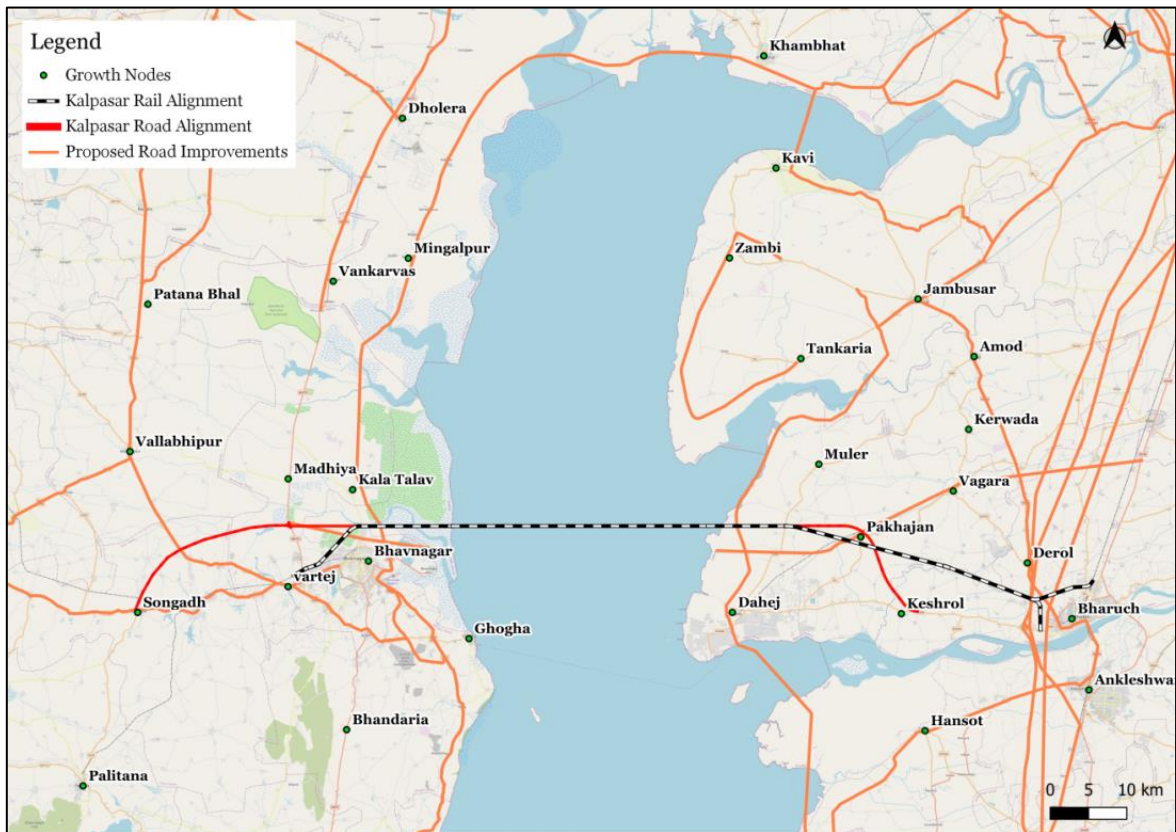 Legend
Growth Nodes
Kalpasar Rail Alignment
Kalpasar Road Alignment
Proposed Road Improvements
Khambhat
Dholera
Kavi
Mingalpur
Zambi
Vankarvas
Patana Bhal
Jambusar
Tankaria
Amod
Kerwada
Vallabhipur
Muler
Madhiya
Kala Talav
Vagara
Pakhajan
Bhavnagar
Derol
vartej
Songadh
Dahej
Keshrol
Bharuch
Ghogha
Ankleshwa
Bhandaria
Hansot
Palitana
0 5 10 km